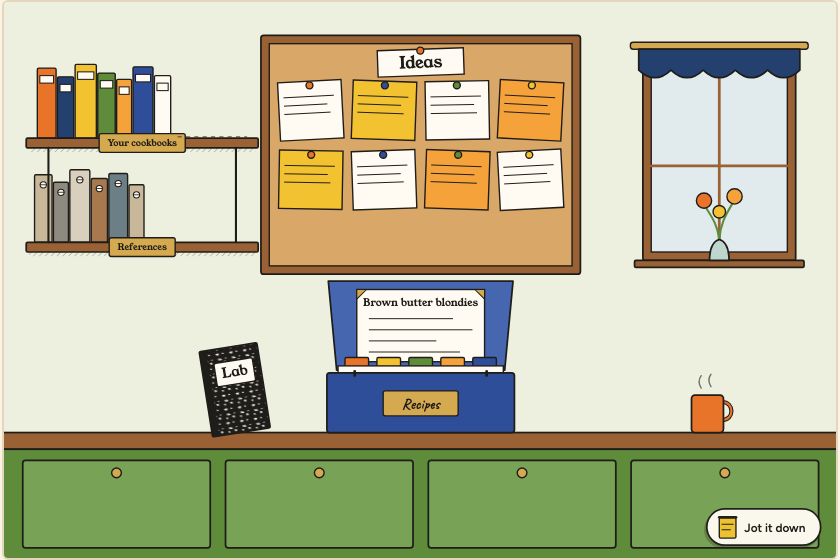 Ideas
Your cookbooks
References
Brown butter blondies
Lab
Recipes
Jot it down